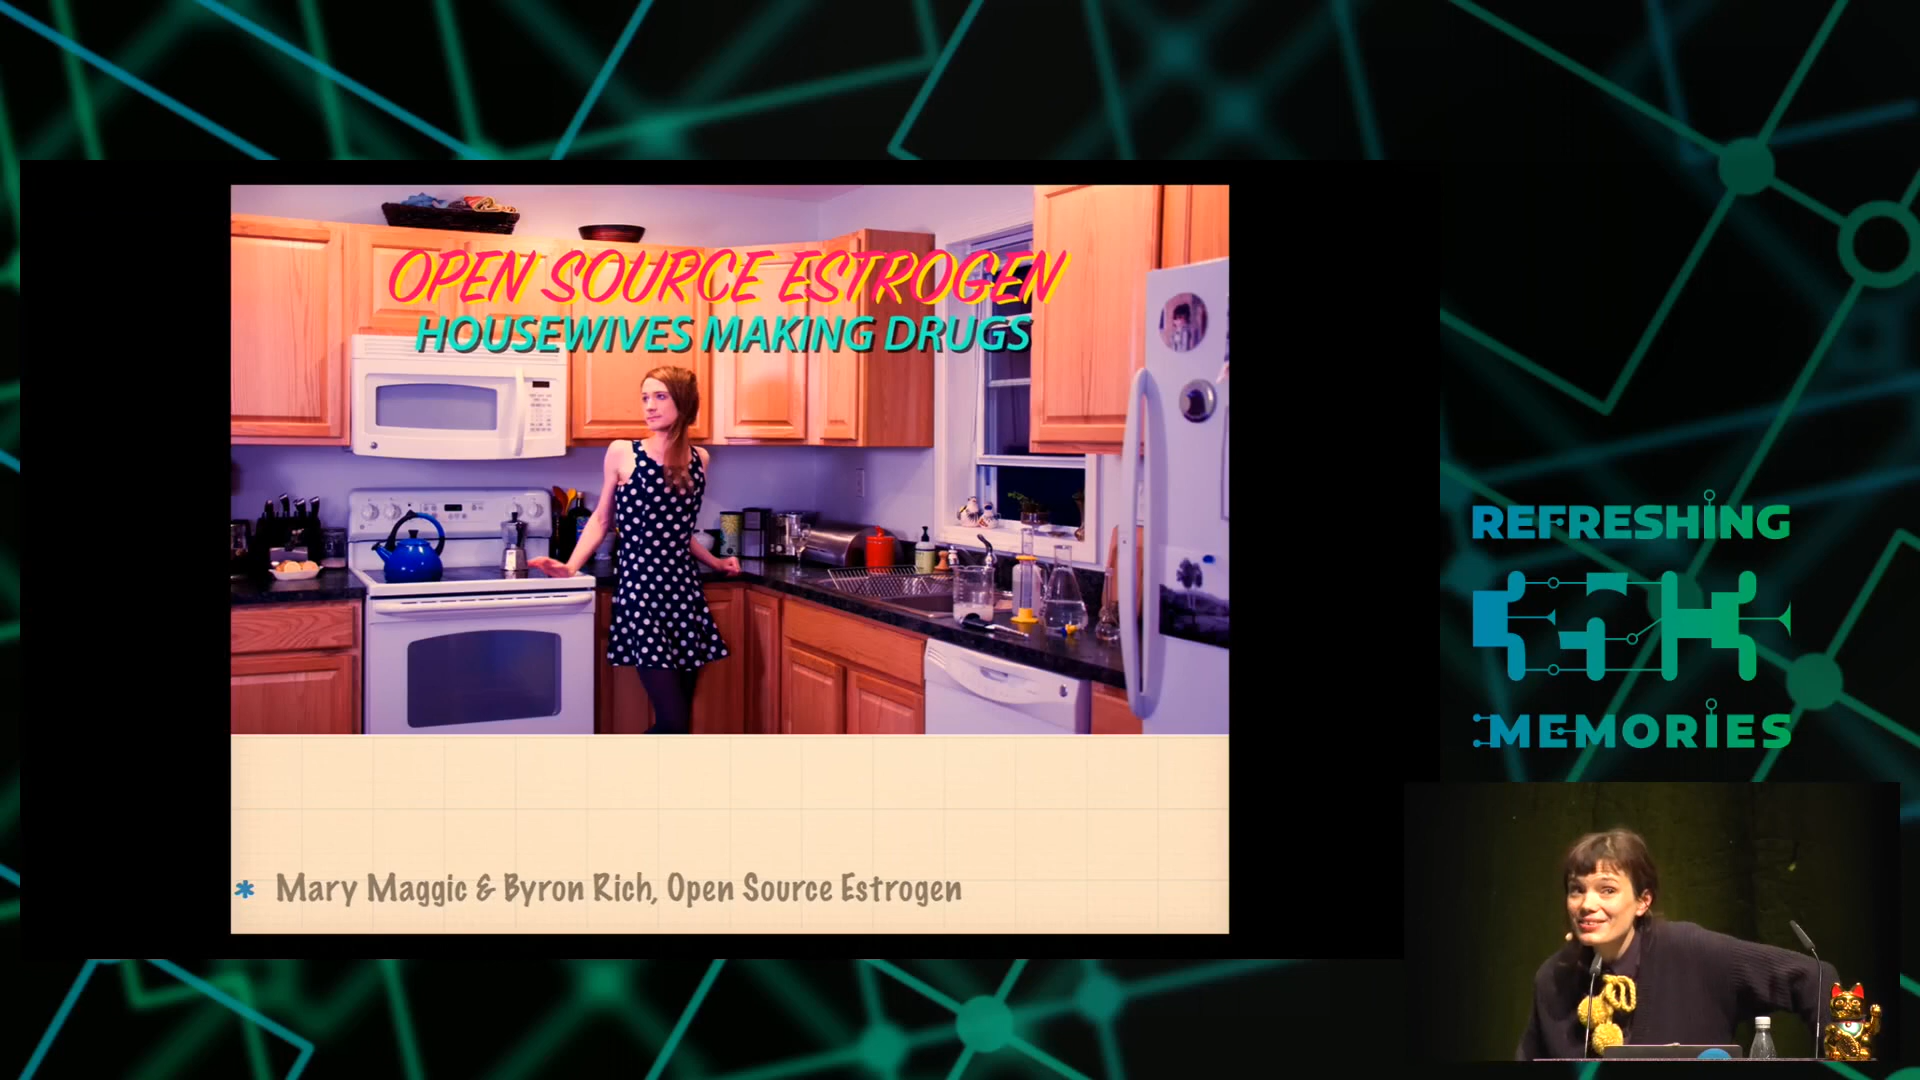 OPEN SOURCE ESTROGEN
HOUSEWIVES MAKING DRUGS
* Mary Maggic & Byron Rich, Open Source Estrogen
REFRESHING
MEMORIES